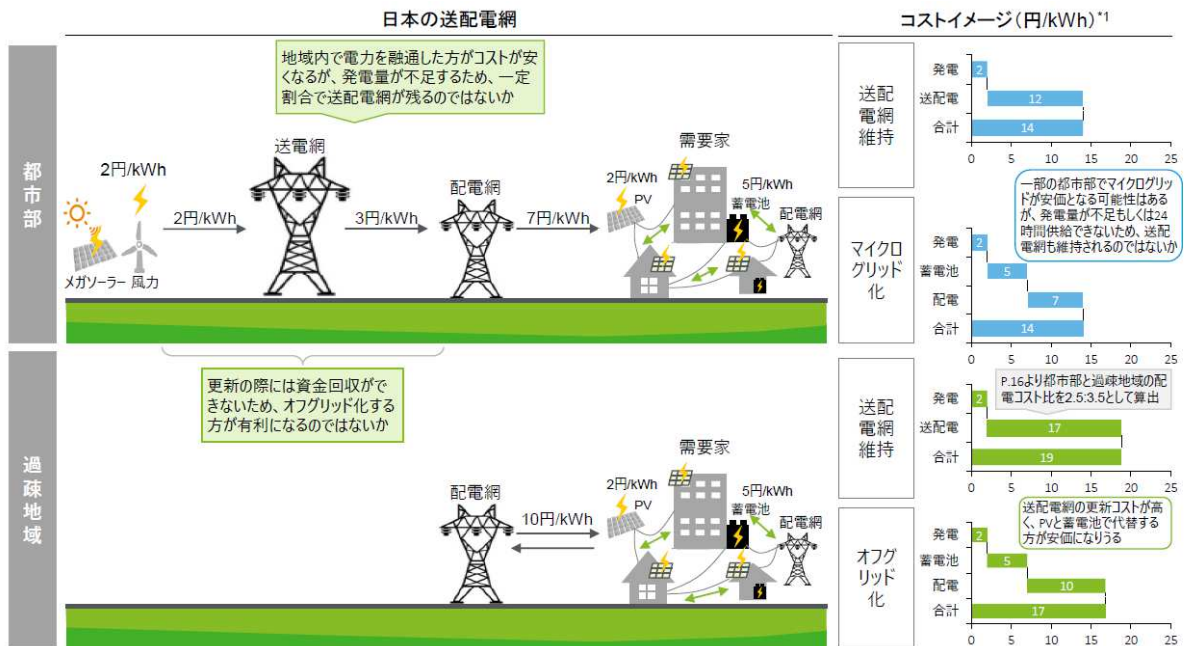 日本の送配電網
コストイメージ（円/kWh）*1
都市部
地域内で電力を融通した方がコストが安
くなるが、発電量が不足するため、一定
割合で送配電網が残るのではないか
2円/kWh
メガソーラー 風力
2円/kWh
送電網
3円/kWh
配電網
7円/kWh
需要家
2円/kWh
PV
5円/kWh
蓄電池
配電網
送配
電網
維持
発電
2
送配電
12
合計
14
0 5 10 15 20 25
一部の都市部でマイクログリッ
ドが安価となる可能性はある
が、発電量が不足もしくは24
時間供給できないため、送配
電網も維持されるのではないか
マイク
ログ
リッド
化
発電
2
蓄電池
5
配電
7
合計
14
0 5 10 15 20 25
過疎地域
更新の際には資金回収がで
きないため、オフグリッド化する
方が有利になるのではないか
配電網
10円/kWh
需要家
2円/kWh
PV
5円/kWh
蓄電池
配電網
送配
電網
維持
P.16より都市部と過疎地域の配
電コスト比を2.5:3.5として算出
発電
2
送配電
17
合計
19
0 5 10 15 20 25
送配電網の更新コストが高
く、PVと蓄電池で代替する
方が安価になりうる
オフグ
リッド
化
発電
2
蓄電池
5
配電
10
合計
17
0 5 10 15 20 25